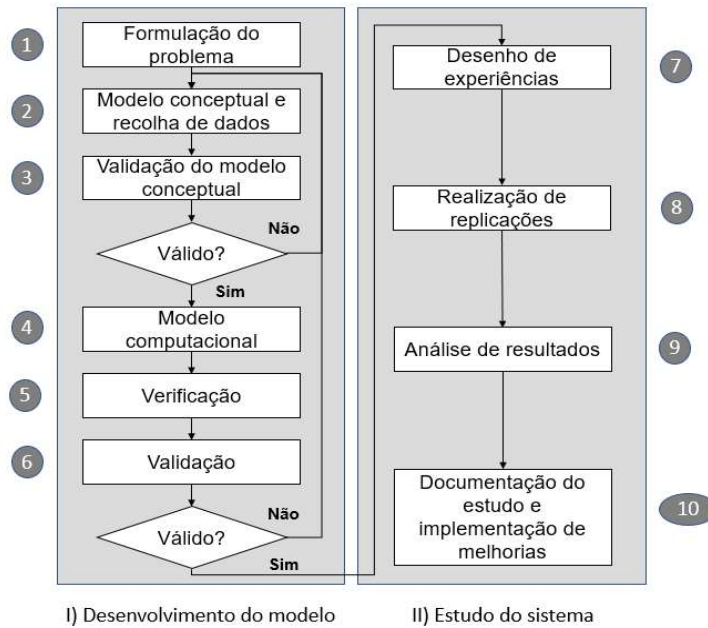 1
Formulação do
problema
2
Modelo conceptual e
recolha de dados
3
Validação do modelo
conceptual
Não
Válido?
Sim
4
Modelo
computacional
5
Verificação
6
Validação
Não
Válido?
Sim
I) Desenvolvimento do modelo
Desenho de
experiências
7
Realização de
replicações
8
Análise de resultados
9
Documentação do
estudo e
implementação de
melhorias
10
II) Estudo do sistema